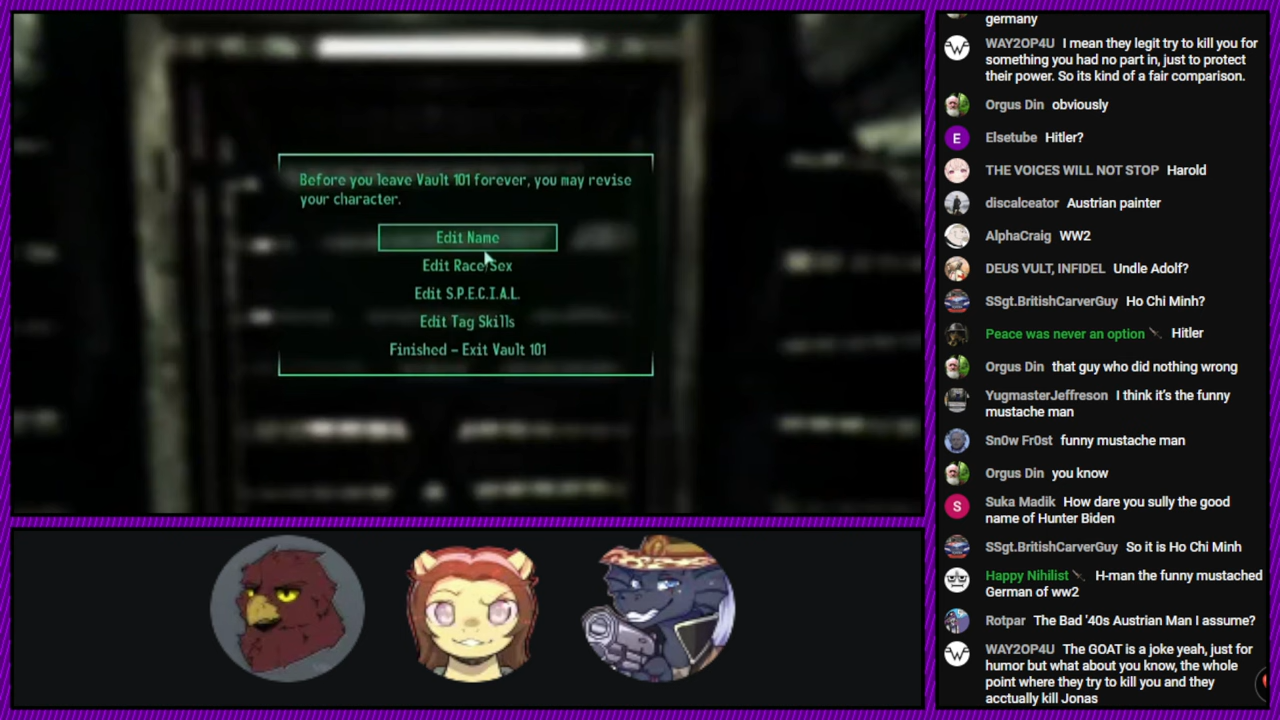 Before you leave Vault 101 forever, you may revise
your character.
Edit Name
Edit Race/Sex
Edit S.P.E.C.I.A.L.
Edit Tag Skills
Finished – Exit Vault 101
germany
WAY2OP4U I mean they legit try to kill you for
something you had no part in, just to protect
their power. So its kind of a fair comparison.
Orgus Din obviously
E
Elsetube Hitler?
THE VOICES WILL NOT STOP Harold
discalceator Austrian painter
AlphaCraig WW2
DEUS VULT, INFIDEL Undle Adolf?
SSgt.BritishCarverGuy Ho Chi Minh?
Peace was never an option Hitler
Orgus Din that guy who did nothing wrong
YugmasterJeffreson I think it's the funny
mustache man
Sn0w Fr0st funny mustache man
Orgus Din you know
S
Suka Madik How dare you sully the good
name of Hunter Biden
SSgt.BritishCarverGuy So it is Ho Chi Minh
Happy Nihilist H-man the funny mustached
German of ww2
Rotpar The Bad '40s Austrian Man I assume?
WAY2OP4U The GOAT is a joke yeah, just for
humor but what about you know, the whole
point where they try to kill you and they
acctually kill Jonas